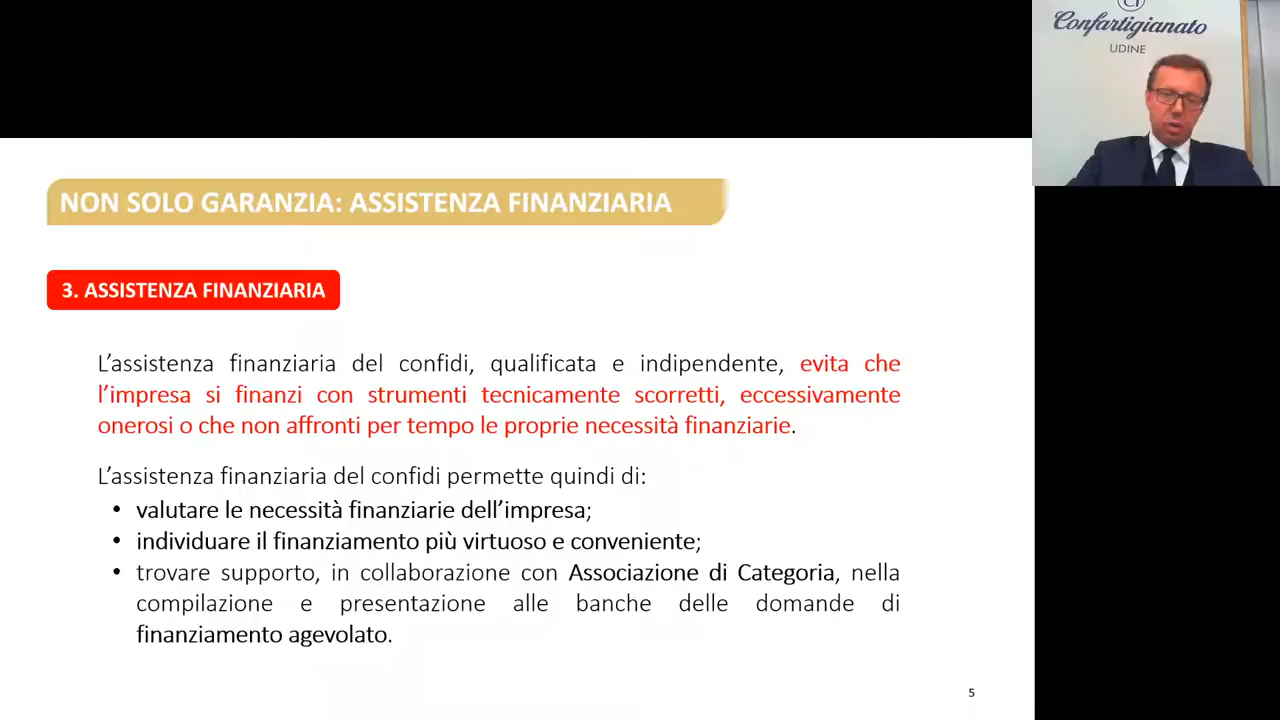 Confartigianato
UDINE
NON SOLO GARANZIA: ASSISTENZA FINANZIARIA
3. ASSISTENZA FINANZIARIA
L’assistenza finanziaria del confidi, qualificata e indipendente, evita che
l’impresa si finanzi con strumenti tecnicamente scorretti, eccessivamente
onerosi o che non affronti per tempo le proprie necessità finanziarie.
L’assistenza finanziaria del confidi permette quindi di:
• valutare le necessità finanziarie dell’impresa;
• individuare il finanziamento più virtuoso e conveniente;
• trovare supporto, in collaborazione con Associazione di Categoria, nella
compilazione e presentazione alle banche delle domande di
finanziamento agevolato.
5